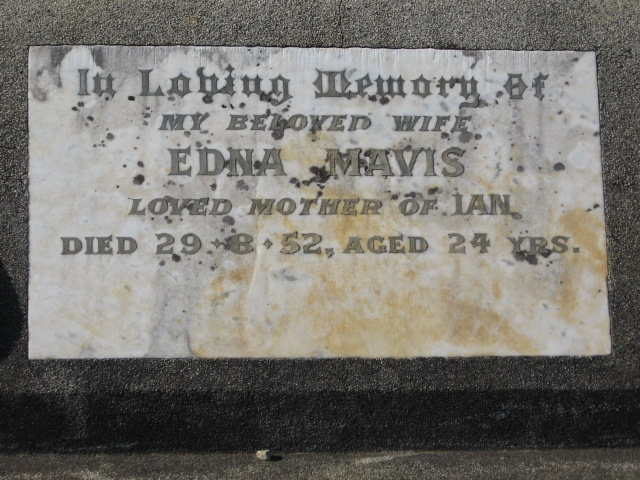 In Loving Memory Of
MY BELOVED WIFE
EDNA MAVIS
LOVED MOTHER OF IAN
DIED 29·8·52, AGED 24 YRS.